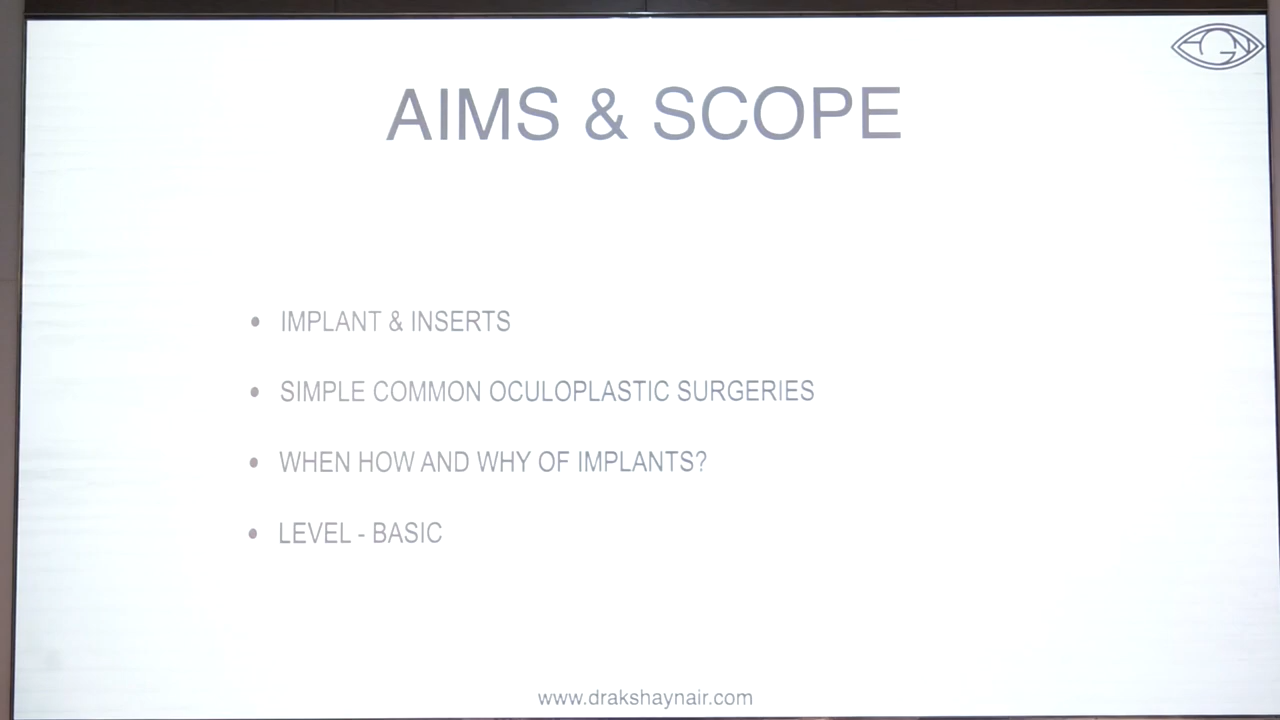 AGN
AIMS & SCOPE
• IMPLANT & INSERTS
• SIMPLE COMMON OCULOPLASTIC SURGERIES
• WHEN HOW AND WHY OF IMPLANTS?
• LEVEL - BASIC
www.drakshaynair.com